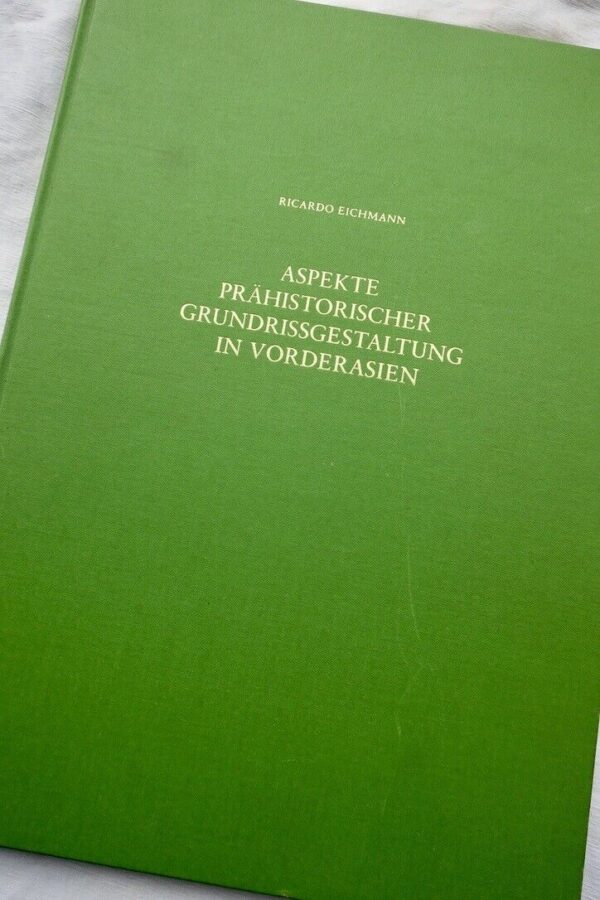 RICARDO EICHMANN
ASPEKTE
PRÄHISTORISCHER
GRUNDRISSGESTALTUNG
IN VORDERASIEN